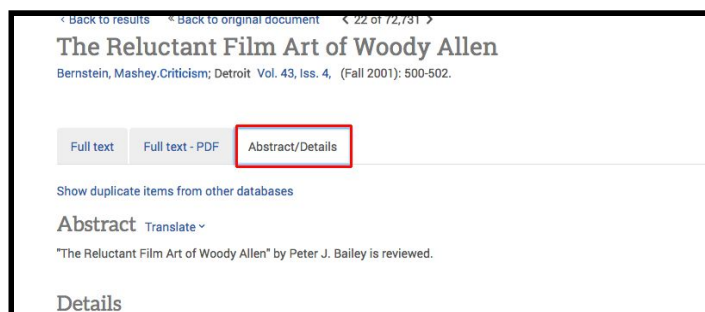 < Back to results « Back to original document < 22 of 72,731 >
The Reluctant Film Art of Woody Allen
Bernstein, Mashey.Criticism; Detroit Vol. 43, Iss. 4, (Fall 2001): 500-502.
Full text Full text - PDF Abstract/Details
Show duplicate items from other databases
Abstract Translate
"The Reluctant Film Art of Woody Allen" by Peter J. Bailey is reviewed.
Details